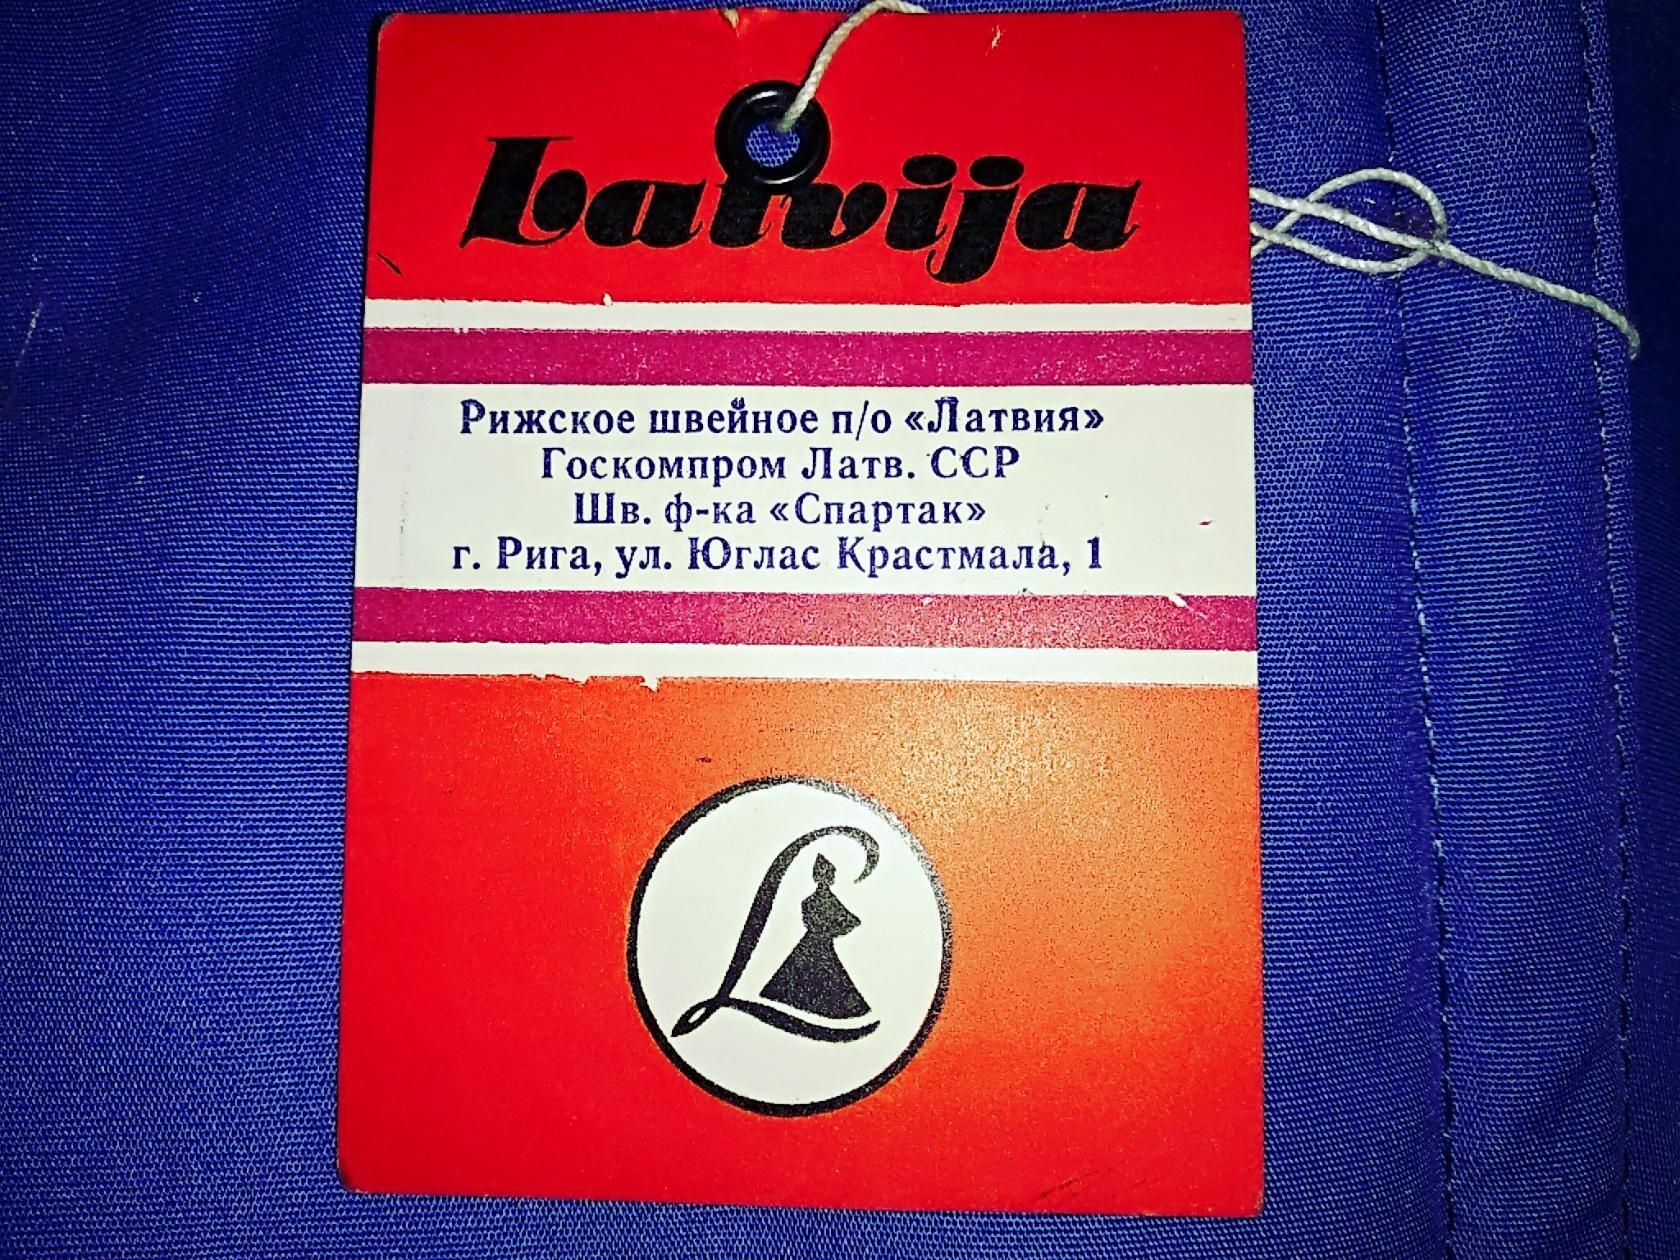 Latvija
Рижское швейное п/о «Латвия»
Госкомпром Латв. ССР
Шв. ф-ка «Спартак»
г. Рига, ул. Юглас Крастмала, 1
L